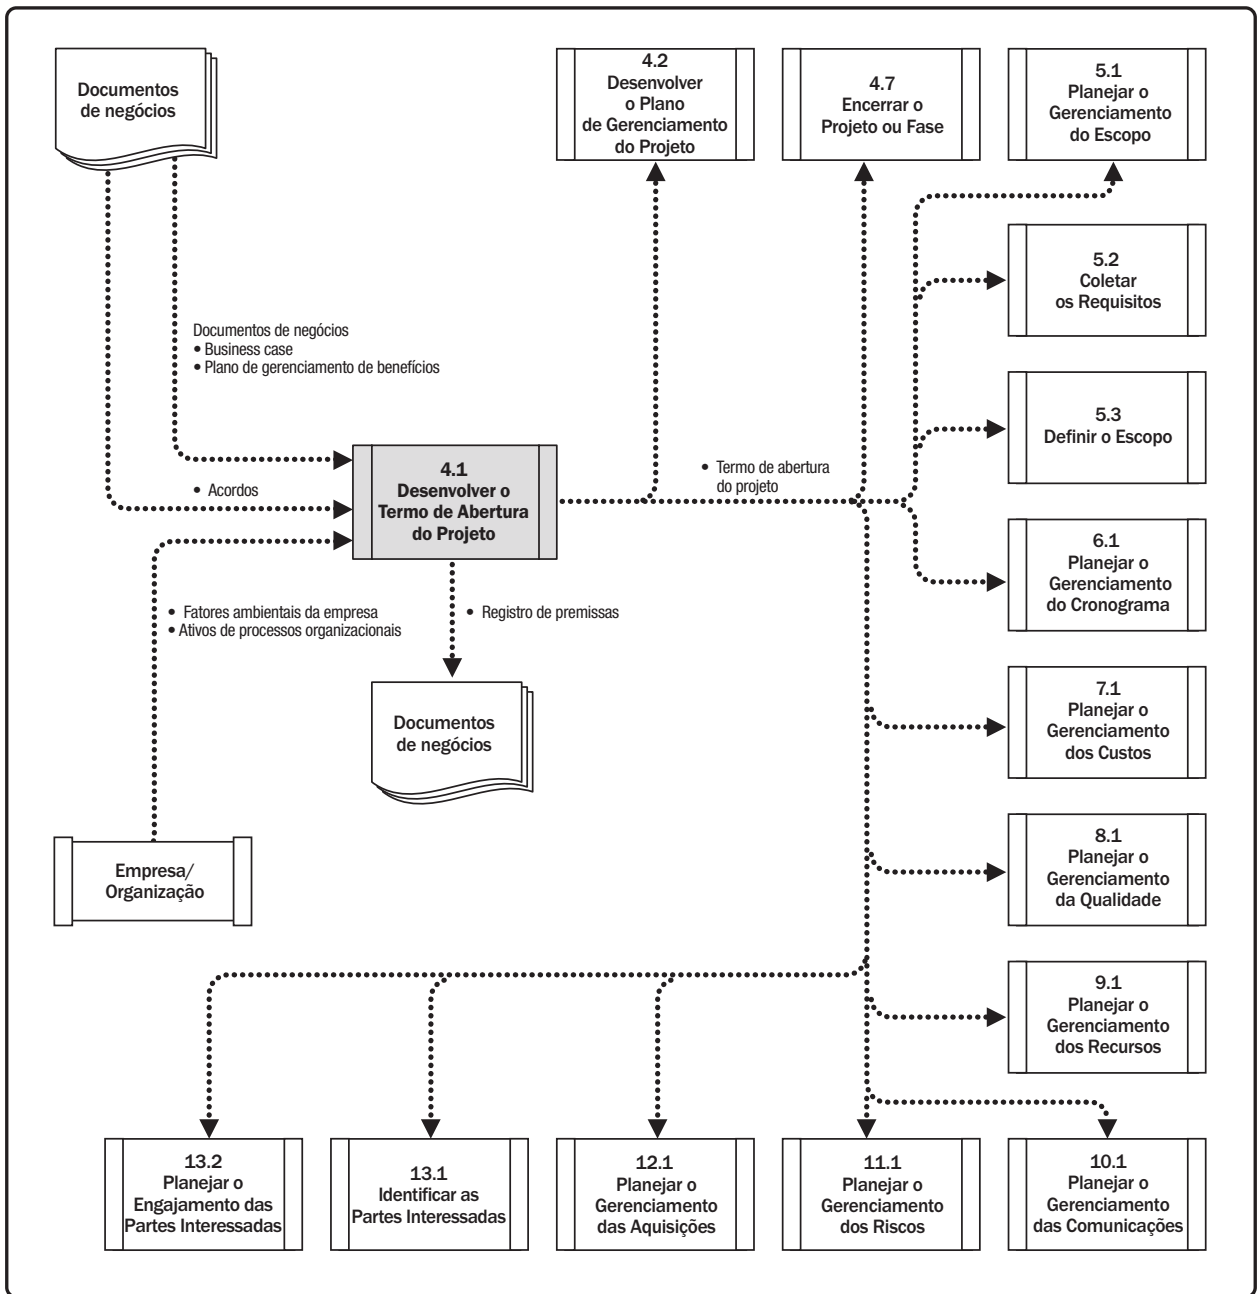 Documentos
de negócios
4.2
Desenvolver
o Plano
de Gerenciamento
do Projeto
4.7
Encerrar o
Projeto ou Fase
5.1
Planejar o
Gerenciamento
do Escopo
5.2
Coletar
os Requisitos
Documentos de negócios
• Business case
• Plano de gerenciamento de benefícios
5.3
Definir o Escopo
4.1
Desenvolver o
Termo de Abertura
do Projeto
• Acordos
• Termo de abertura
do projeto
6.1
Planejar o
Gerenciamento
do Cronograma
• Fatores ambientais da empresa
• Ativos de processos organizacionais
• Registro de premissas
7.1
Planejar o
Gerenciamento
dos Custos
Documentos
de negócios
8.1
Planejar o
Gerenciamento
da Qualidade
Empresa/
Organização
9.1
Planejar o
Gerenciamento
dos Recursos
13.2
Planejar o
Engajamento das
Partes Interessadas
13.1
Identificar as
Partes Interessadas
12.1
Planejar o
Gerenciamento
das Aquisições
11.1
Planejar o
Gerenciamento
dos Riscos
10.1
Planejar o
Gerenciamento
das Comunicações